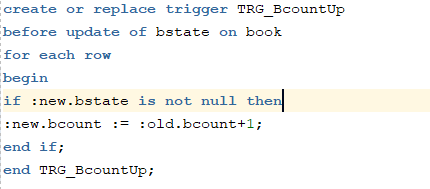 create or replace trigger TRG_BcountUp
before update of bstate on book
for each row
begin
if :new.bstate is not null then
:new.bcount := :old.bcount+1;
end if;
end TRG_BcountUp;